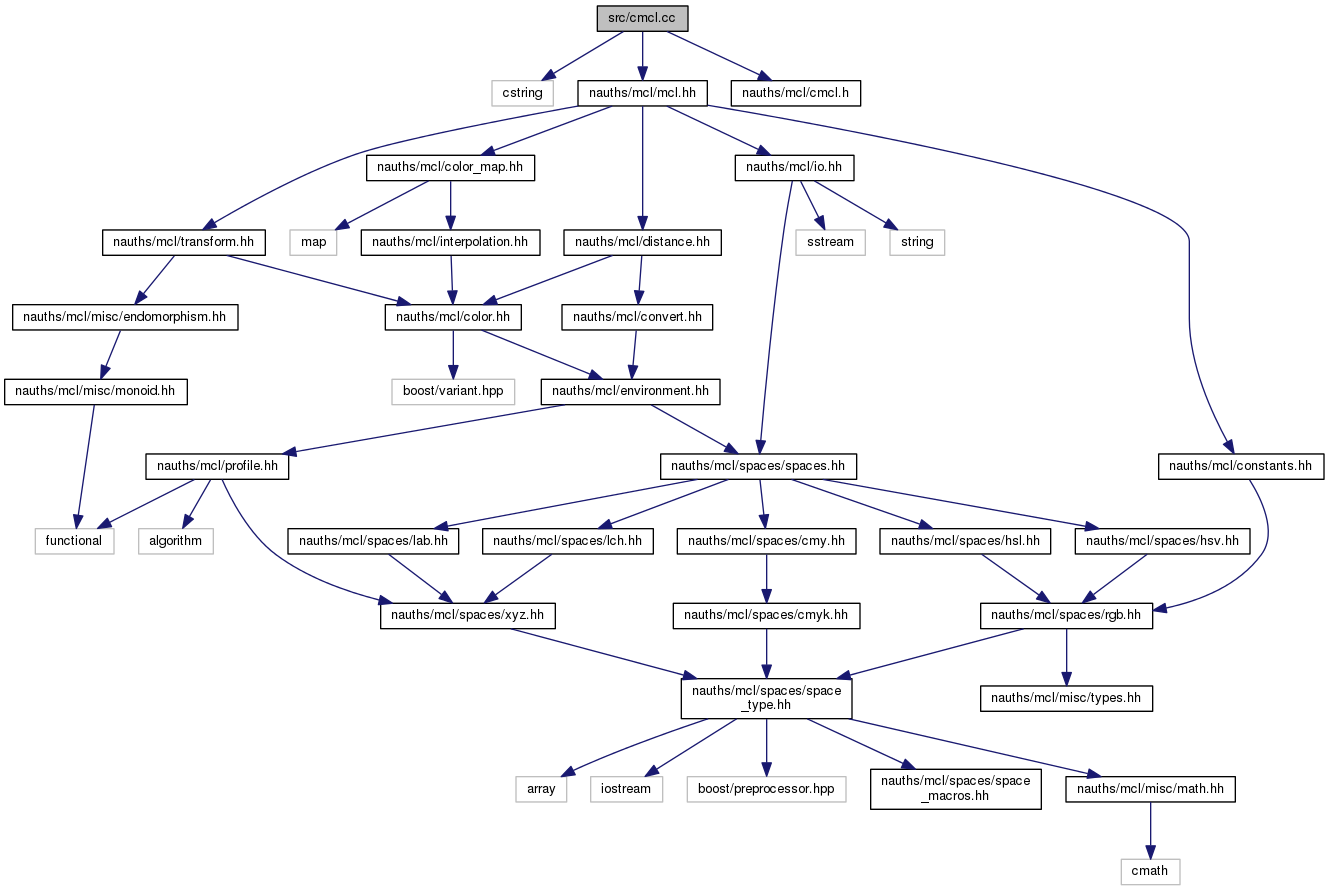 src/cmcl.cc
cstring
nauths/mcl/mcl.hh
nauths/mcl/cmcl.h
nauths/mcl/color_map.hh
nauths/mcl/io.hh
nauths/mcl/transform.hh
map
nauths/mcl/interpolation.hh
nauths/mcl/distance.hh
sstream
string
nauths/mcl/misc/endomorphism.hh
nauths/mcl/color.hh
nauths/mcl/convert.hh
nauths/mcl/misc/monoid.hh
boost/variant.hpp
nauths/mcl/environment.hh
nauths/mcl/profile.hh
nauths/mcl/spaces/spaces.hh
nauths/mcl/constants.hh
functional
algorithm
nauths/mcl/spaces/lab.hh
nauths/mcl/spaces/lch.hh
nauths/mcl/spaces/cmy.hh
nauths/mcl/spaces/hsl.hh
nauths/mcl/spaces/hsv.hh
nauths/mcl/spaces/xyz.hh
nauths/mcl/spaces/cmyk.hh
nauths/mcl/spaces/rgb.hh
nauths/mcl/spaces/space
_type.hh
nauths/mcl/misc/types.hh
array
iostream
boost/preprocessor.hpp
nauths/mcl/spaces/space
_macros.hh
nauths/mcl/misc/math.hh
cmath